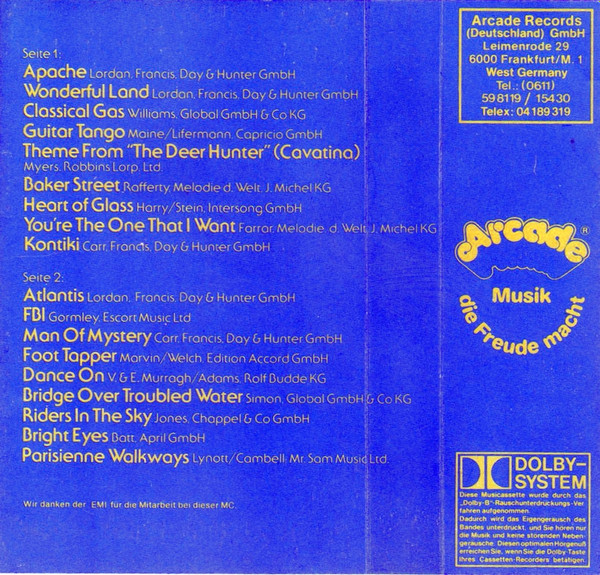 Seite 1:
Apache Lordan, Francis, Day & Hunter GmbH
Wonderful Land Lordan, Francis, Day & Hunter GmbH
Classical Gas Williams, Global GmbH & Co KG
Guitar Tango Maine/Lifermann, Capricio GmbH
Theme From "The Deer Hunter" (Cavatina)
Myers, Robbins Lorp. Ltd.
Baker Street Rafferty, Melodie d. Welt, J. Michel KG
Heart of Glass Harry/Stein, Intersong GmbH
You're The One That I Want Farrar, Melodie d. Welt, J. Michel KG
Kontiki Carr, Francis, Day & Hunter GmbH
Seite 2:
Atlantis Lordan, Francis, Day & Hunter GmbH
FBI Gormley, Escort Music Ltd
Man Of Mystery Carr, Francis, Day & Hunter GmbH
Foot Tapper Marvin/Welch, Edition Accord GmbH
Dance On V. & E. Murragh/Adams, Rolf Budde KG
Bridge Over Troubled Water Simon, Global GmbH & Co KG
Riders In The Sky Jones, Chappel & Co GmbH
Bright Eyes Batt, April GmbH
Parisienne Walkways Lynott/Cambell, Mr. Sam Music Ltd.
Wir danken der EMI für die Mitarbeit bei dieser MC.
Arcade Records
(Deutschland) GmbH
Leimenrode 29
6000 Frankfurt/M. 1
West Germany
Tel.: (0611)
598119 / 15430
Telex: 04 189 319
Arcade®
Musik
die Freude macht
DOLBY-
SYSTEM
Diese Musicassette wurde durch das
„Dolby-B"-Rauschunterdrückungs-Ver-
fahren aufgenommen.
Dadurch wird das Eigengeräusch des
Bandes unterdrückt, und Sie hören nur
die Musik und keine störenden Neben-
geräusche. Diesen optimalen Hörgenuß
erreichen Sie, wenn Sie die Dolby-Taste
Ihres Cassetten-Recorders betätigen.